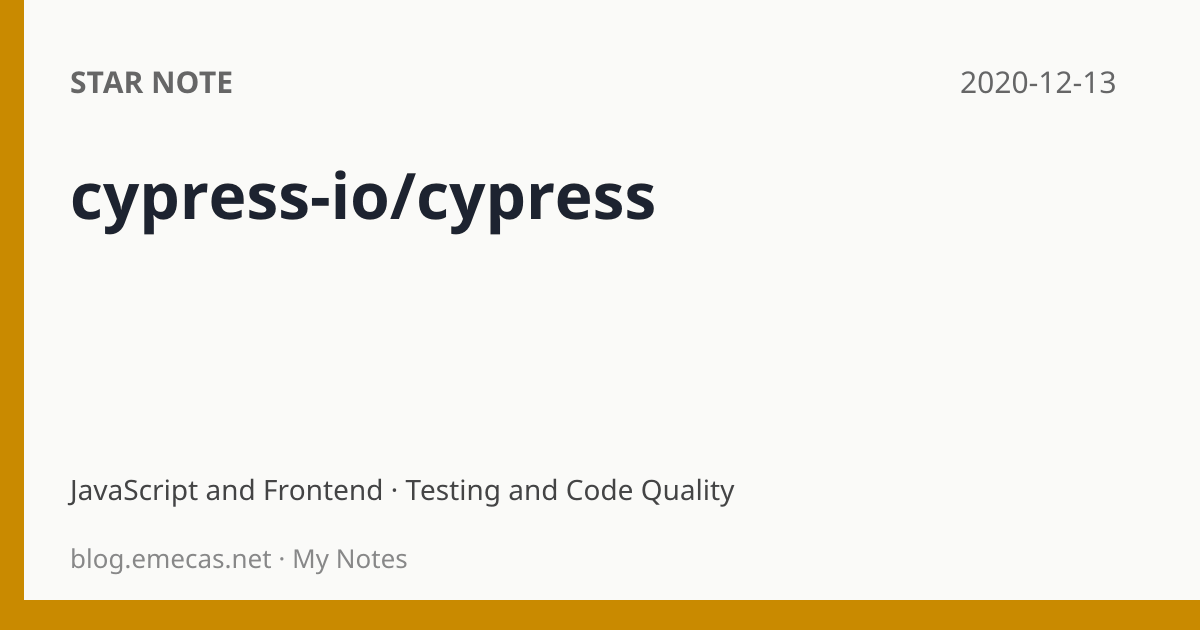 STAR NOTE
2020-12-13
cypress-io/cypress
JavaScript and Frontend · Testing and Code Quality
blog.emecas.net · My Notes